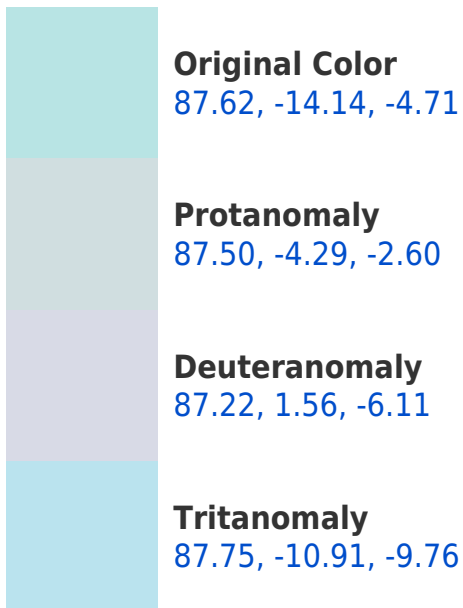 Original Color
87.62, -14.14, -4.71
Protanomaly
87.50, -4.29, -2.60
Deuteranomaly
87.22, 1.56, -6.11
Tritanomaly
87.75, -10.91, -9.76